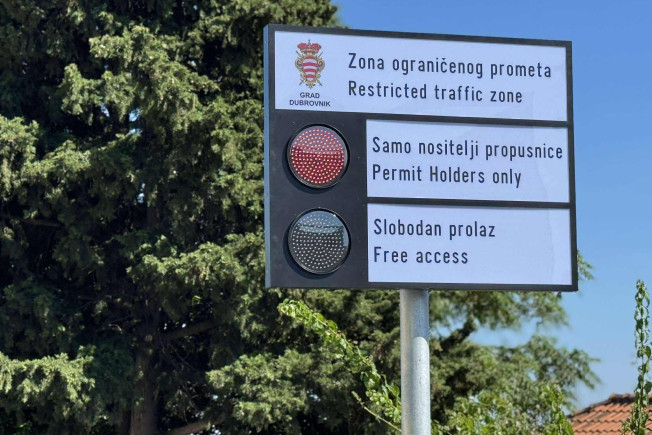 GRAD
DUBROVNIK
Zona ograničenog prometa
Restricted traffic zone
Samo nositelji propusnice
Permit Holders only
Slobodan prolaz
Free access